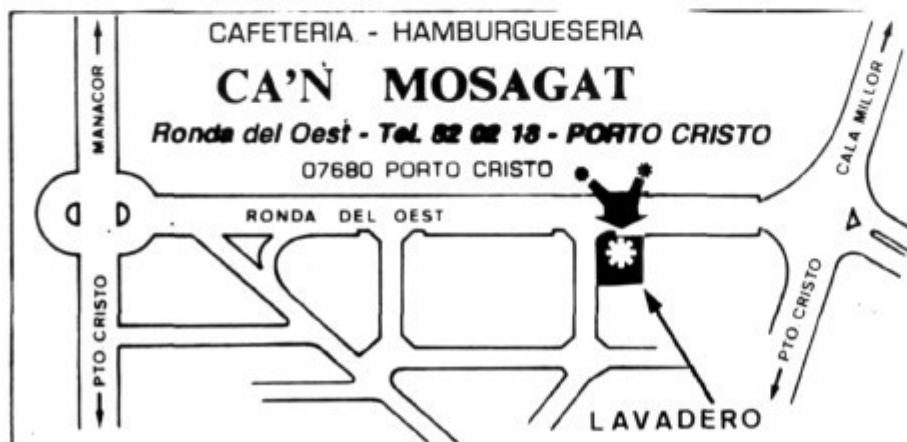 CAFETERIA - HAMBURGUESERIA
CA'N MOSAGAT
Ronda del Oest - Tel. 82 02 18 - PORTO CRISTO
07680 PORTO CRISTO
MANACOR
CALA MILLOR
RONDA DEL OEST
PTO CRISTO
PTO CRISTO
LAVADERO